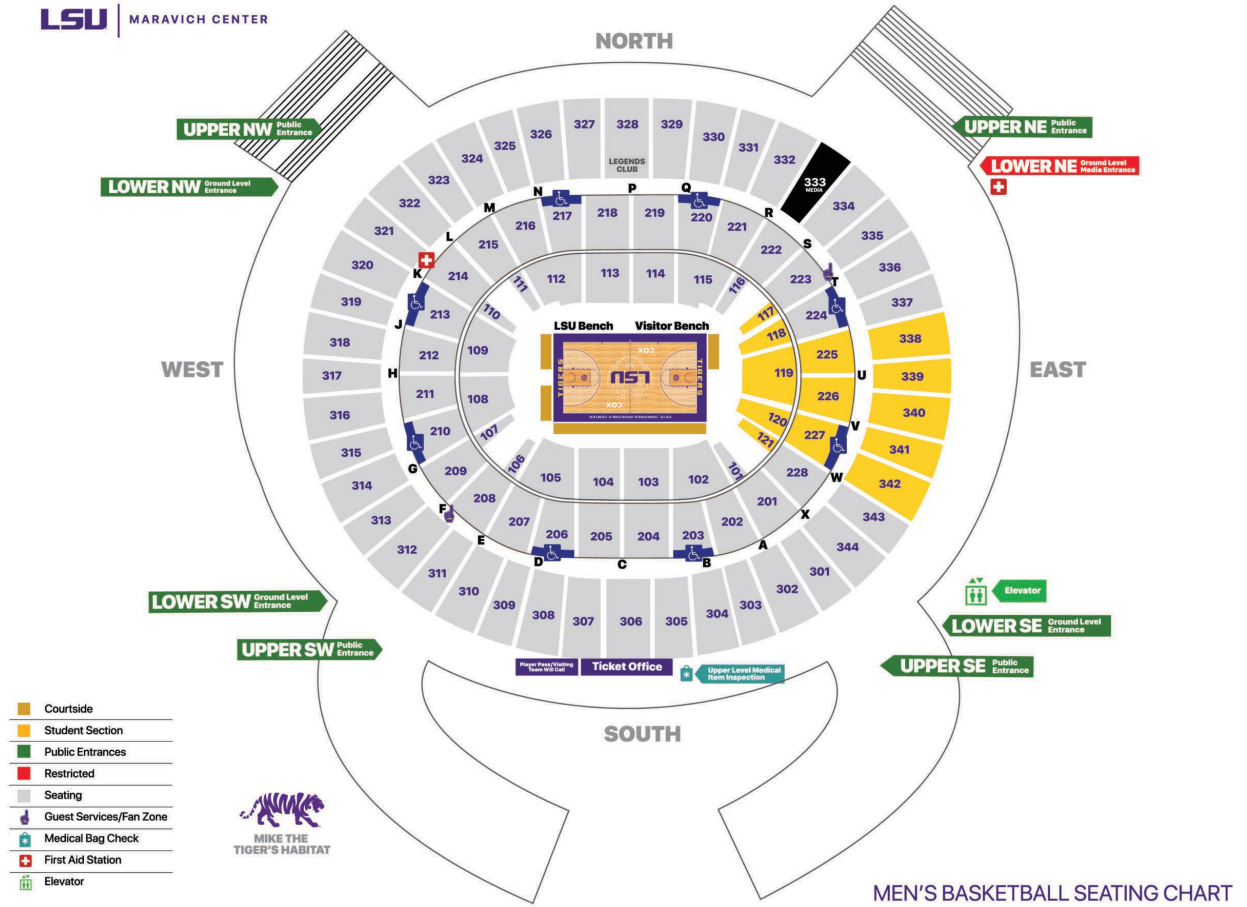 LSU MARAVICH CENTER
NORTH
UPPER NW Public Entrance
LOWER NW Ground Level Entrance
UPPER NE Public Entrance
LOWER NE Ground Level Media Entrance
WEST
EAST
327 328 329
326 330
325 331
324 332
323 333 MEDIA
322 334
321 335
320 336
319 337
318 338
317 339
316 340
315 341
314 342
313 343
312 344
311 301
310 302
309 303
308 304
307 306 305
LEGENDS CLUB
N P Q
M R
L S
K T
J
H U
G V
F W
E X
D C B A
217 218 219 220
216 221
215 222
214 223
213 224
212 225
211 226
210 227
209 228
208 201
207 202
206 205 204 203
112 113 114 115
111 116
110 117
118
109 119
108 120
107 121
106 101
105 104 103 102
LSU Bench Visitor Bench
TIGERS
COX
LSU
COX
TIGERS
PETE MARAVICH ASSEMBLY CENTER
LOWER SW Ground Level Entrance
UPPER SW Public Entrance
Elevator
LOWER SE Ground Level Entrance
UPPER SE Public Entrance
Player Pass/Visiting Team Will Call
Ticket Office
Upper Level Medical Item Inspection
SOUTH
Courtside
Student Section
Public Entrances
Restricted
Seating
Guest Services/Fan Zone
Medical Bag Check
First Aid Station
Elevator
MIKE THE
TIGER'S HABITAT
MEN'S BASKETBALL SEATING CHART